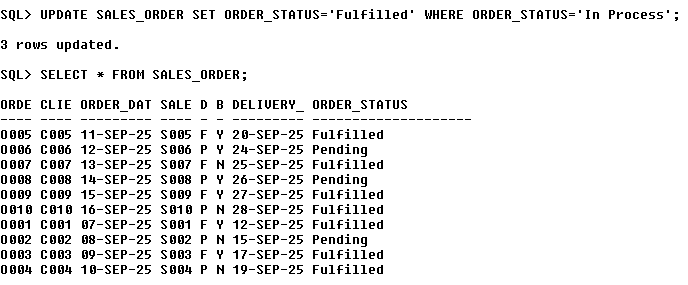 SQL> UPDATE SALES_ORDER SET ORDER_STATUS='Fulfilled' WHERE ORDER_STATUS='In Process';
3 rows updated.
SQL> SELECT * FROM SALES_ORDER;
ORDE CLIE ORDER_DAT SALE D B DELIVERY_ ORDER_STATUS
---- ---- --------- ---- - - --------- --------------------
O005 C005 11-SEP-25 S005 F Y 20-SEP-25 Fulfilled
O006 C006 12-SEP-25 S006 P Y 24-SEP-25 Pending
O007 C007 13-SEP-25 S007 F N 25-SEP-25 Fulfilled
O008 C008 14-SEP-25 S008 P Y 26-SEP-25 Pending
O009 C009 15-SEP-25 S009 F Y 27-SEP-25 Fulfilled
O010 C010 16-SEP-25 S010 P N 28-SEP-25 Fulfilled
O001 C001 07-SEP-25 S001 F Y 12-SEP-25 Fulfilled
O002 C002 08-SEP-25 S002 P N 15-SEP-25 Pending
O003 C003 09-SEP-25 S003 F Y 17-SEP-25 Fulfilled
O004 C004 10-SEP-25 S004 P N 19-SEP-25 Fulfilled